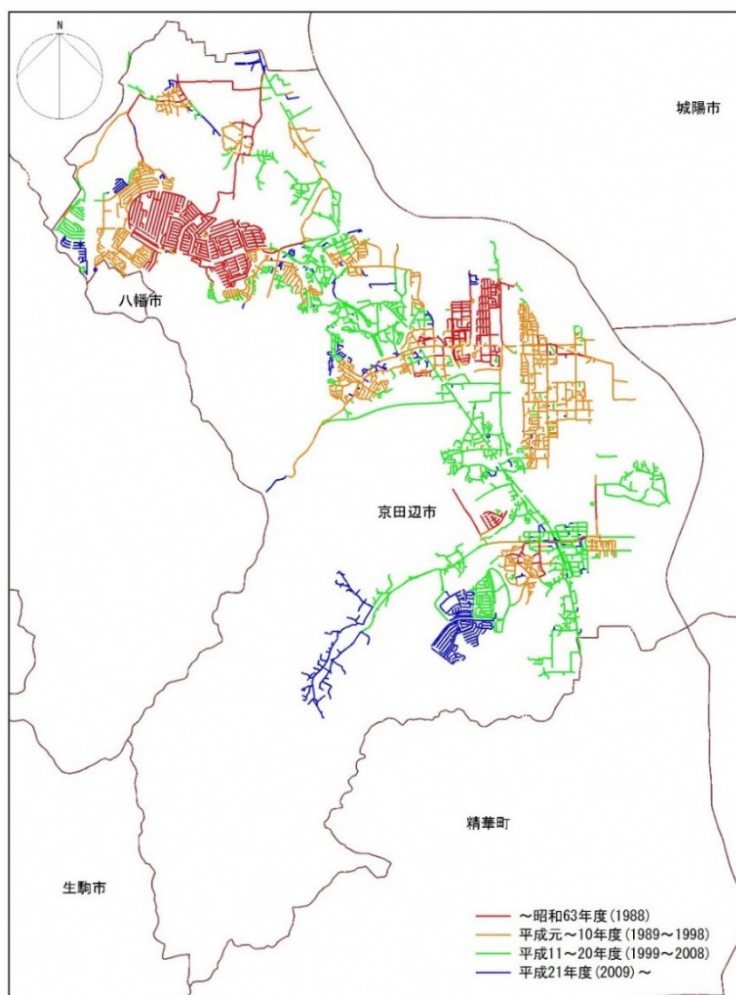 N
城陽市
八幡市
京田辺市
精華町
生駒市
～昭和63年度(1988)
平成元～10年度(1989～1998)
平成11～20年度(1999～2008)
平成21年度(2009)～